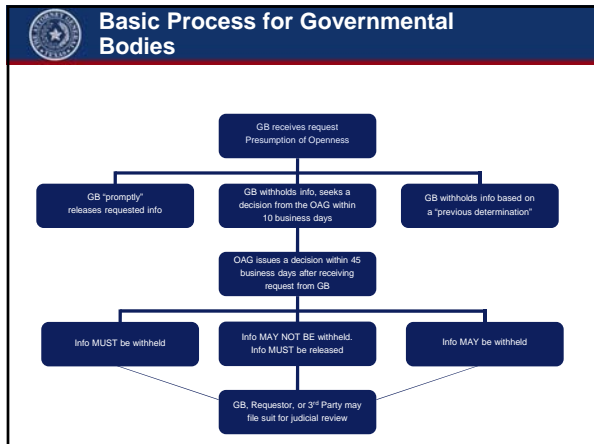 Basic Process for Governmental
Bodies
GB receives request
Presumption of Openness
GB “promptly”
releases requested info
GB withholds info, seeks a
decision from the OAG within
10 business days
GB withholds info based on
a “previous determination”
OAG issues a decision within 45
business days after receiving
request from GB
Info MUST be withheld
Info MAY NOT BE withheld.
Info MUST be released
Info MAY be withheld
GB, Requestor, or 3rd Party may
file suit for judicial review